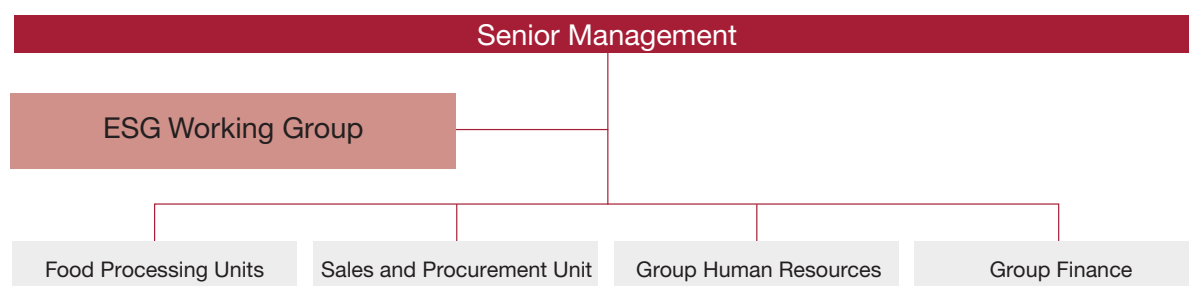 Senior Management
ESG Working Group
Food Processing Units
Sales and Procurement Unit
Group Human Resources
Group Finance